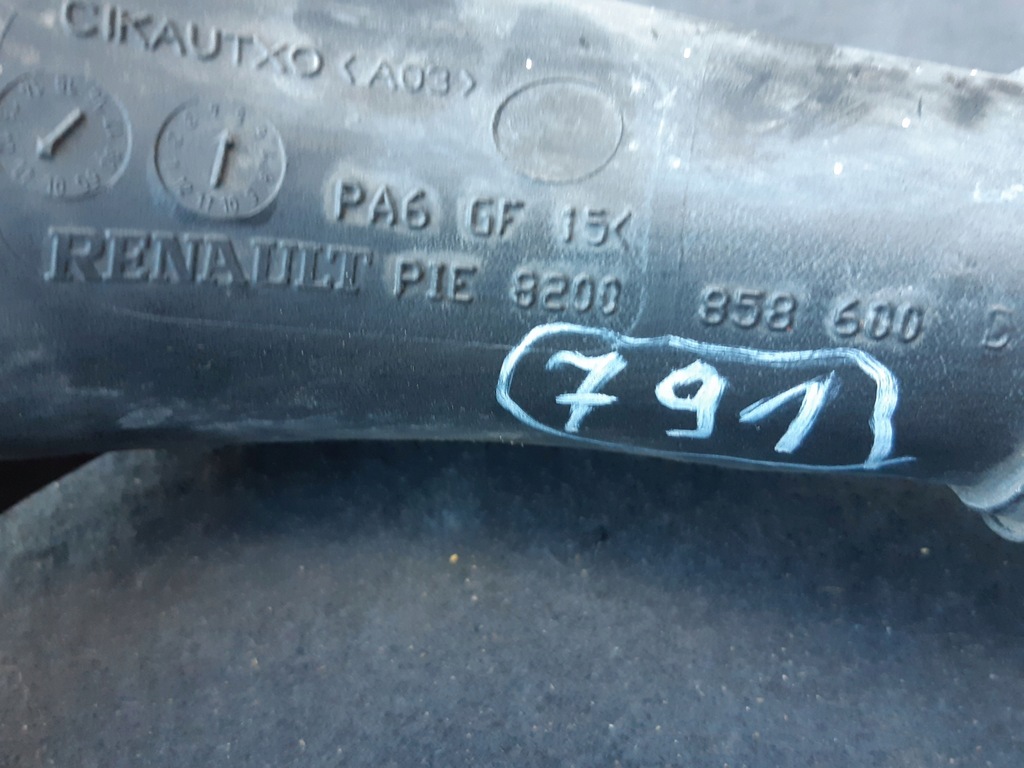 CIKAUTXO <A03>
PA6 GF 15<
RENAULT PIE 8200 858 600
791